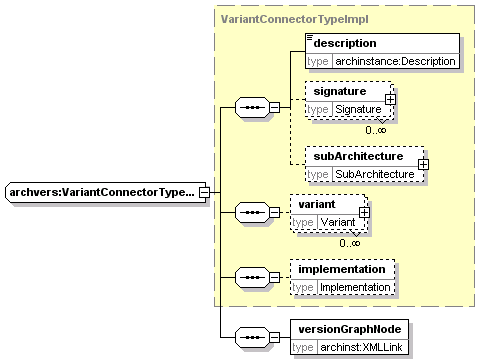 VariantConnectorTypeImpl
description
type archinstance:Description
signature
type Signature
0..∞
subArchitecture
type SubArchitecture
archvers:VariantConnectorType...
variant
type Variant
0..∞
implementation
type Implementation
versionGraphNode
type archinst:XMLLink